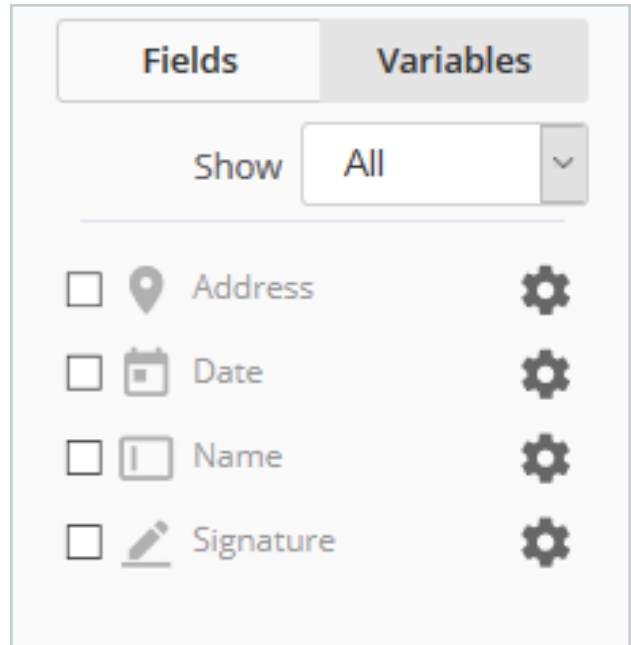 Fields Variables
Show All
Address
Date
Name
Signature